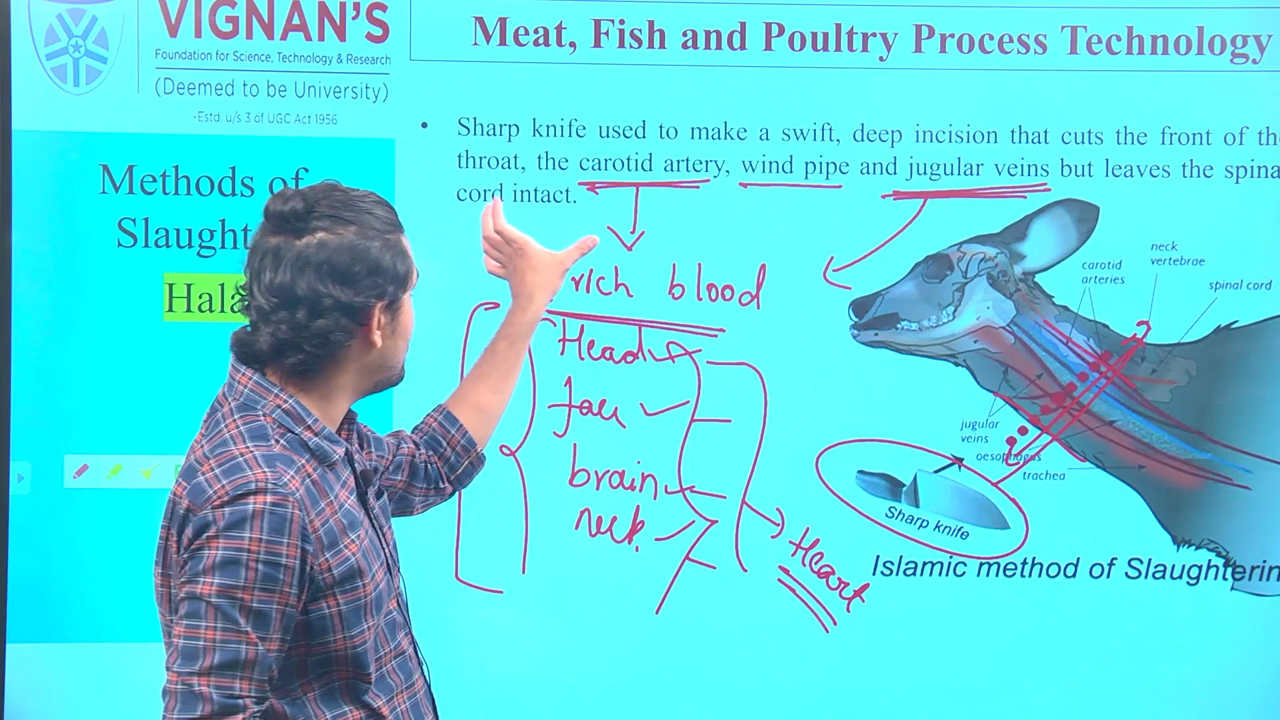 VIGNAN'S
Foundation for Science, Technology & Research
(Deemed to be University)
-Estd. u/s 3 of UGC Act 1956
Meat, Fish and Poultry Process Technology
Methods of
Slaught
Hala
• Sharp knife used to make a swift, deep incision that cuts the front of th
throat, the carotid artery, wind pipe and jugular veins but leaves the spina
cord intact.
rich blood
Head
face
brain
neck.
Heart
neck
vertebrae
carotid
arteries
spinal cord
jugular
veins
oesophagus
trachea
Sharp knife
Islamic method of Slaughterin